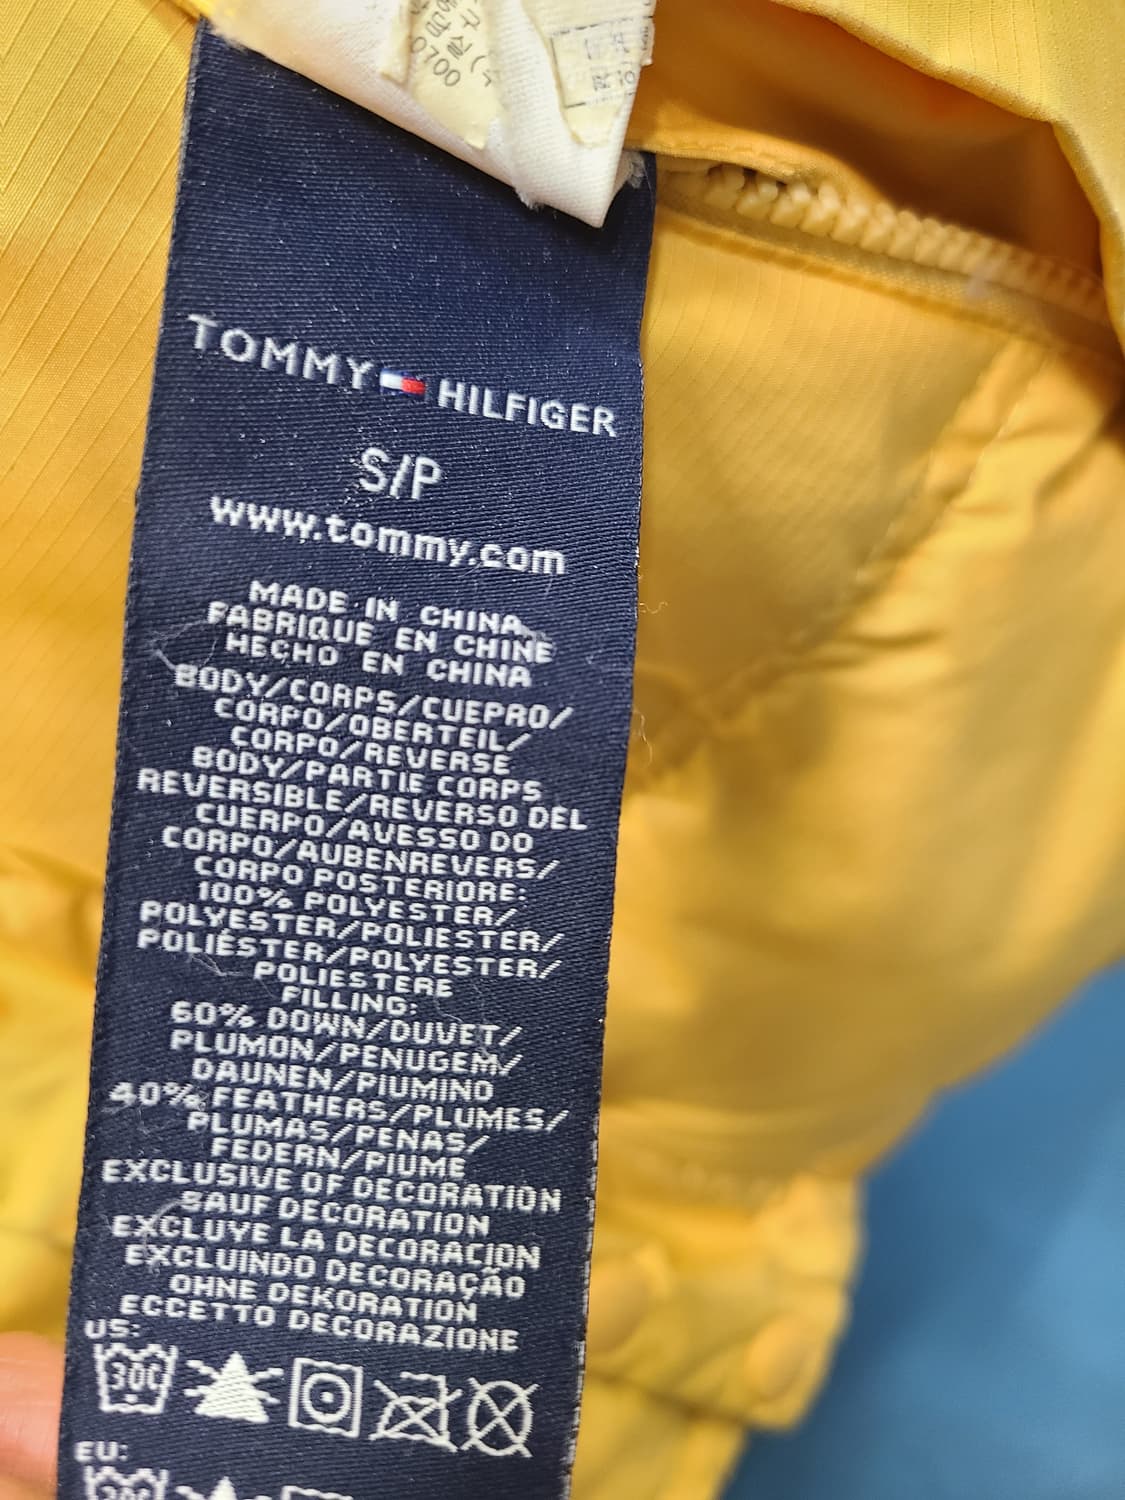 0700
TOMMY HILFIGER
S/P
www.tommy.com
MADE IN CHINA
FABRIQUE EN CHINE
HECHO EN CHINA
BODY/CORPS/CUEPRO/
CORPO/OBERTEIL/
CORPO/REVERSE
BODY/PARTIE CORPS
REVERSIBLE/REVERSO DEL
CUERPO/AVESSO DO
CORPO/AUBENREVERS/
CORPO POSTERIORE:
100% POLYESTER/
POLYESTER/POLIESTER/
POLIÉSTER/POLYESTER/
POLIESTERE
FILLING:
60% DOWN/DUVET/
PLUMON/PENUGEM/
DAUNEN/PIUMINO
40% FEATHERS/PLUMES/
PLUMAS/PENAS/
FEDERN/PIUME
EXCLUSIVE OF DECORATION
SAUF DECORATION
EXCLUYE LA DECORACION
EXCLUINDO DECORAÇÃO
OHNE DEKORATION
ECCETTO DECORAZIONE
US:
30C
EU: